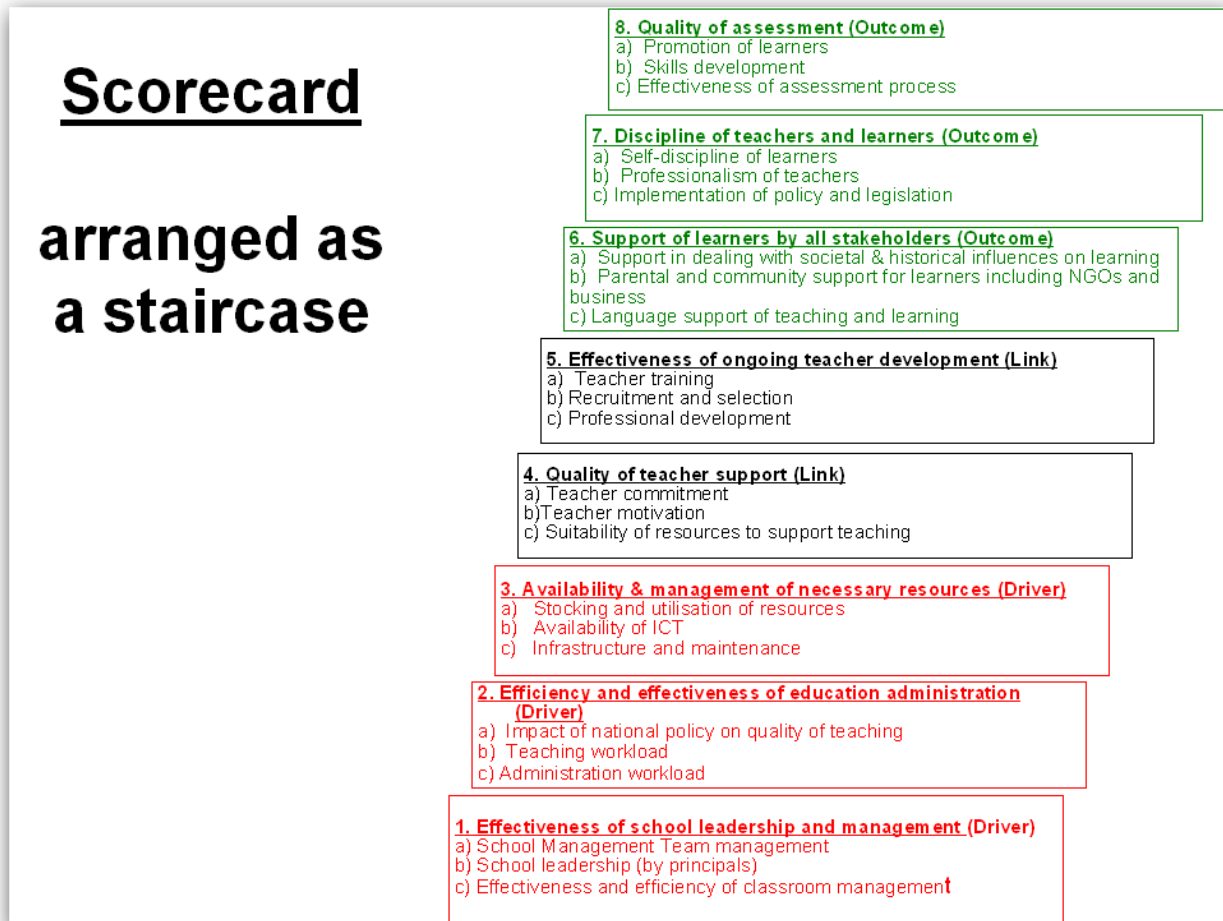 Scorecard
arranged as
a staircase
8. Quality of assessment (Outcome)
a) Promotion of learners
b) Skills development
c) Effectiveness of assessment process
7. Discipline of teachers and learners (Outcome)
a) Self-discipline of learners
b) Professionalism of teachers
c) Implementation of policy and legislation
6. Support of learners by all stakeholders (Outcome)
a) Support in dealing with societal & historical influences on learning
b) Parental and community support for learners including NGOs and
business
c) Language support of teaching and learning
5. Effectiveness of ongoing teacher development (Link)
a) Teacher training
b) Recruitment and selection
c) Professional development
4. Quality of teacher support (Link)
a) Teacher commitment
b)Teacher motivation
c) Suitability of resources to support teaching
3. Availability & management of necessary resources (Driver)
a) Stocking and utilisation of resources
b) Availability of ICT
c) Infrastructure and maintenance
2. Efficiency and effectiveness of education administration
(Driver)
a) Impact of national policy on quality of teaching
b) Teaching workload
c) Administration workload
1. Effectiveness of school leadership and management (Driver)
a) School Management Team management
b) School leadership (by principals)
c) Effectiveness and efficiency of classroom management